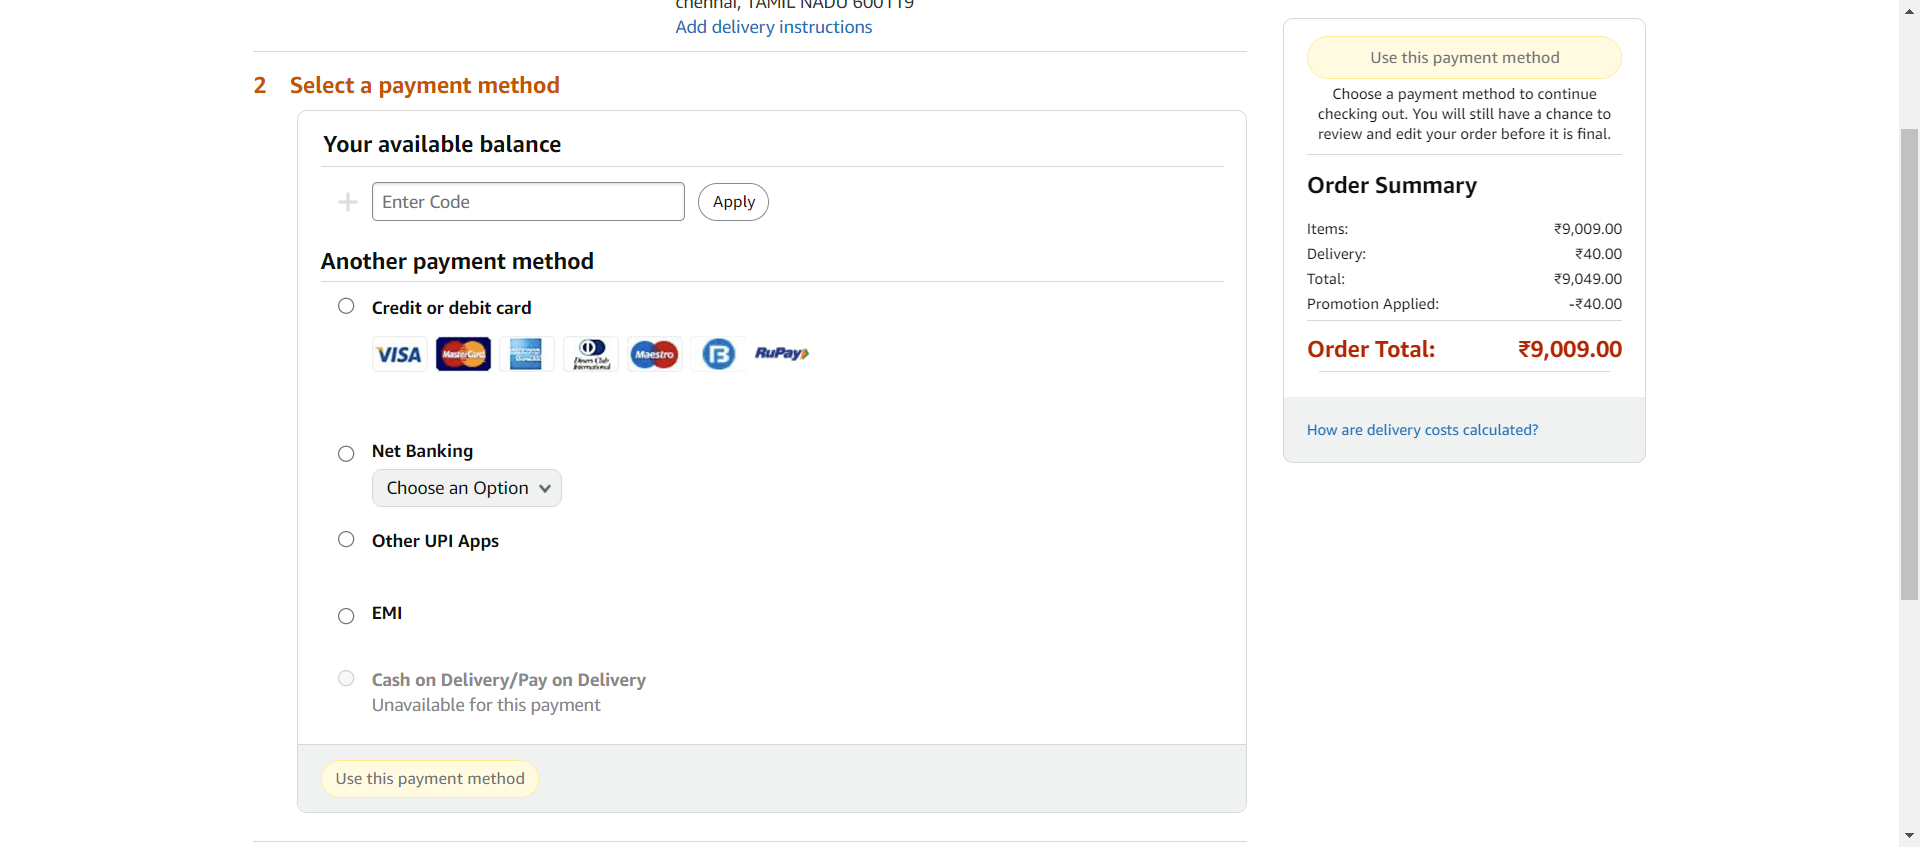 chennai, TAMIL NADU 600119
Add delivery instructions
2 Select a payment method
Your available balance
Enter Code
Apply
Another payment method
Credit or debit card
VISA MasterCard AMERICAN EXPRESS Diners Club International Maestro B RuPay
Net Banking
Choose an Option
Other UPI Apps
EMI
Cash on Delivery/Pay on Delivery
Unavailable for this payment
Use this payment method
Use this payment method
Choose a payment method to continue
checking out. You will still have a chance to
review and edit your order before it is final.
Order Summary
Items: ₹9,009.00
Delivery: ₹40.00
Total: ₹9,049.00
Promotion Applied: -₹40.00
Order Total: ₹9,009.00
How are delivery costs calculated?